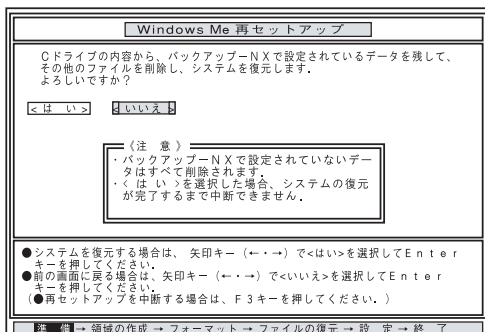 Windows Me 再セットアップ
Cドライブの内容から、バックアップ−NXで設定されているデータを残して、
その他のファイルを削除し、システムを復元します.
よろしいですか?
<は い> <いいえ>
《注 意》
・バックアップ−NXで設定されていないデー
タはすべて削除されます.
・< は い >を選択した場合、システムの復元
が完了するまで中断できません.
●システムを復元する場合は、 矢印キー (←・→) で<はい>を選択してEnter
キーを押してください.
●前の画面に戻る場合は、矢印キー (←・→) で<いいえ>を選択してEnter
キーを押してください.
(●再セットアップを中断する場合は、F3キーを押してください.)
準 備 → 領域の作成 → フォーマット → ファイルの復元 → 設 定 → 終 了